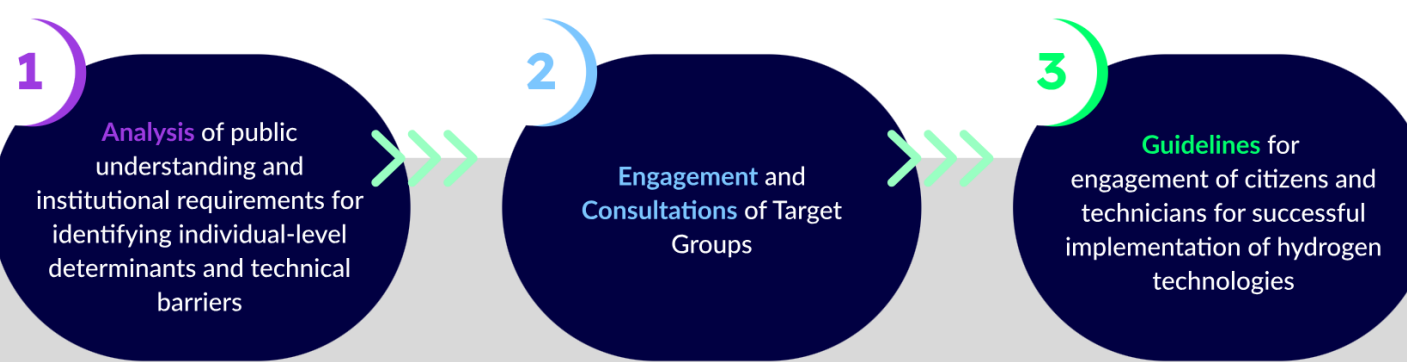 1
Analysis of public
understanding and
institutional requirements for
identifying individual-level
determinants and technical
barriers
2
Engagement and
Consultations of Target
Groups
3
Guidelines for
engagement of citizens and
technicians for successful
implementation of hydrogen
technologies